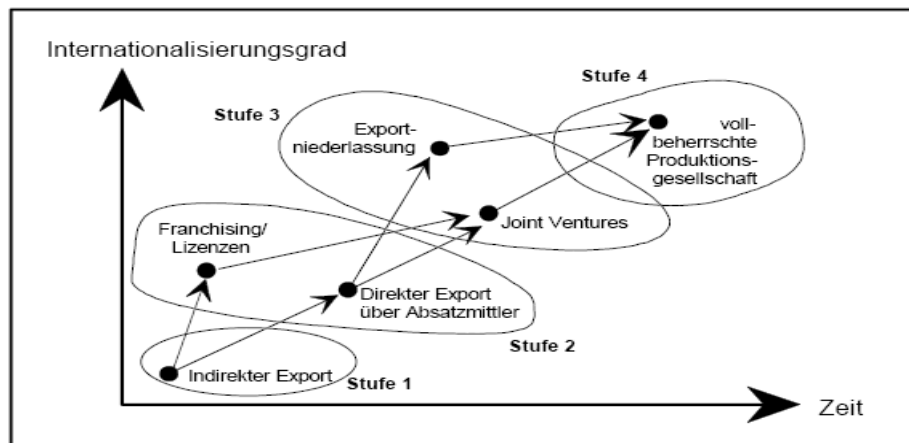 Internationalisierungsgrad
Stufe 4
Stufe 3
Export-
niederlassung
voll-
beherrschte
Produktions-
gesellschaft
Franchising/
Lizenzen
Joint Ventures
Direkter Export
über Absatzmittler
Stufe 2
Indirekter Export
Stufe 1
Zeit